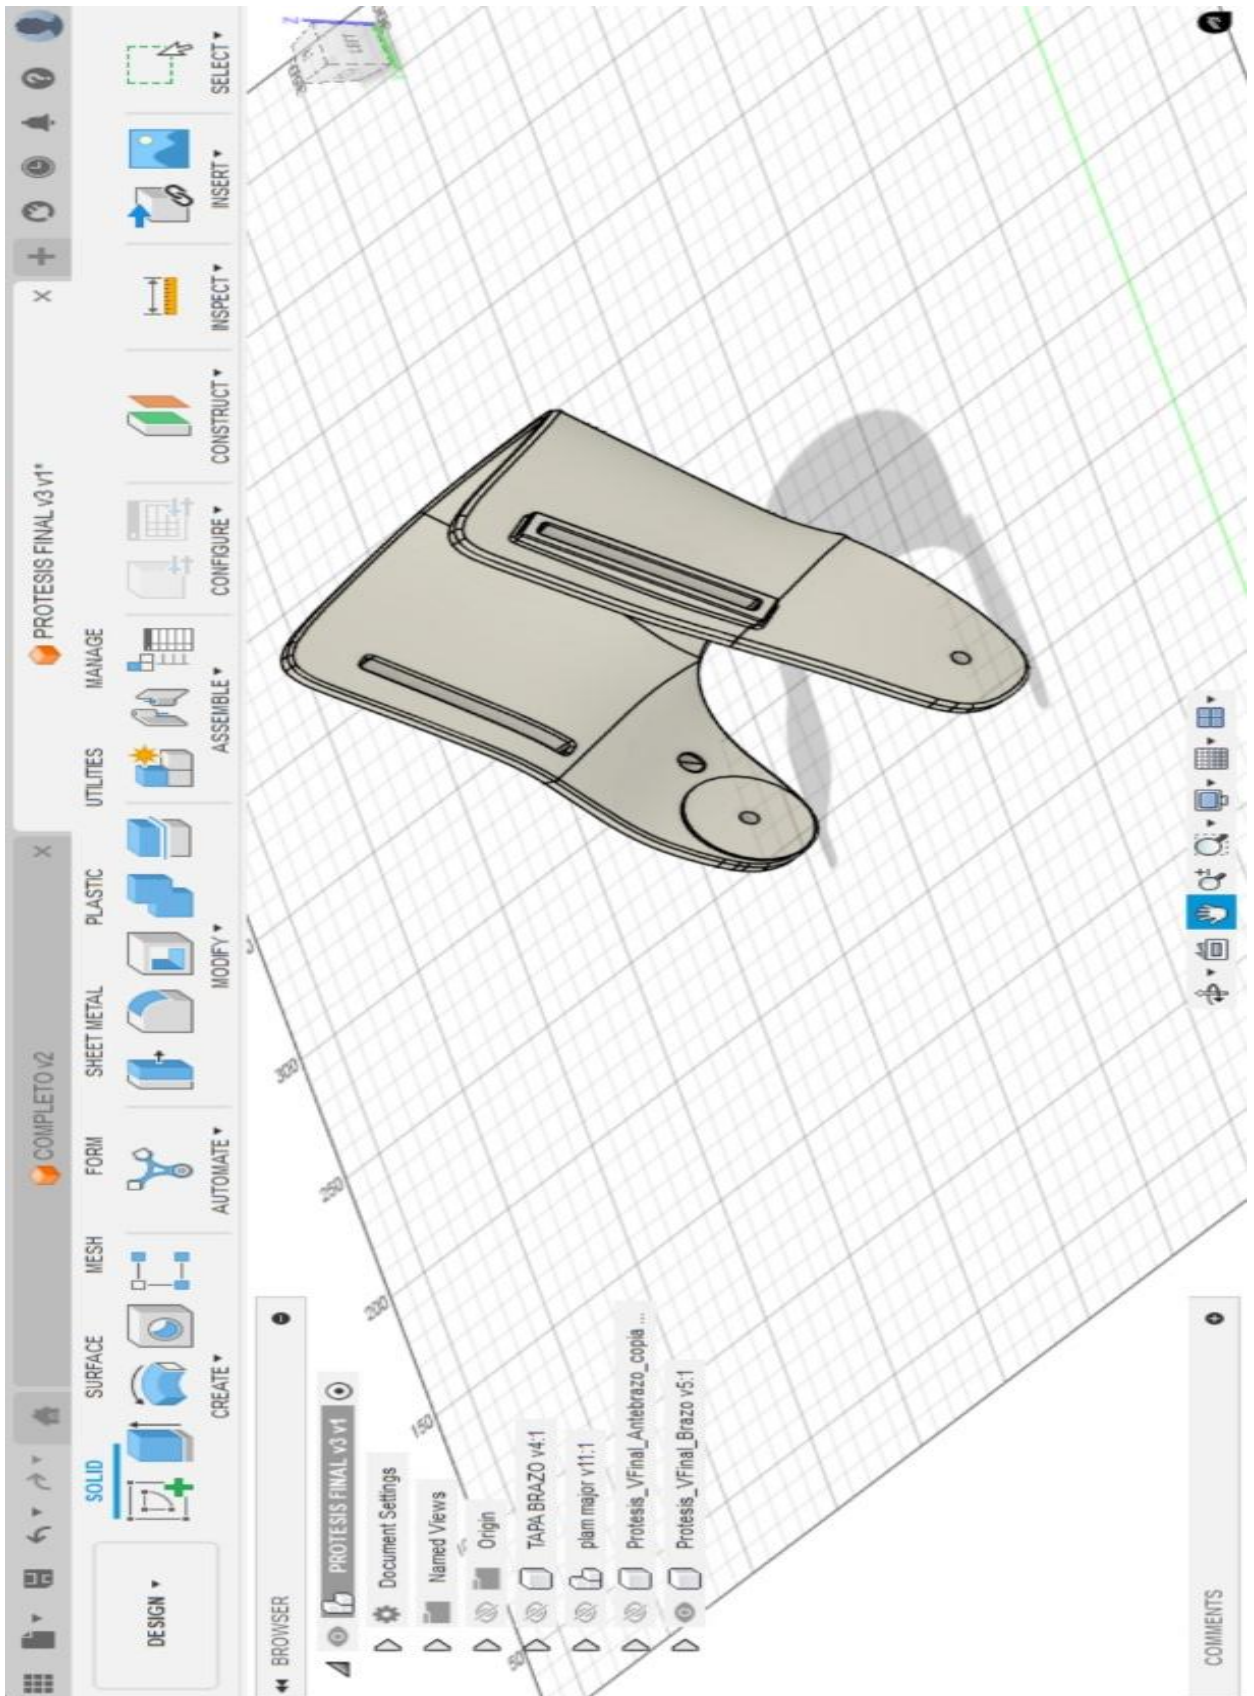 COMPLETO v2
PROTESIS FINAL v3 v1*
DESIGN
SOLID
SURFACE
MESH
FORM
SHEET METAL
PLASTIC
UTILITIES
MANAGE
CREATE
AUTOMATE
MODIFY
ASSEMBLE
CONFIGURE
CONSTRUCT
INSPECT
INSERT
SELECT
BROWSER
PROTESIS FINAL v3 v1
Document Settings
Named Views
Origin
TAPA BRAZO v4:1
plam major v11:1
Protesis_VFinal_Antebrazo_copia ...
Protesis_VFinal_Brazo v5:1
50
150
200
250
300
LEFT
Z
COMMENTS